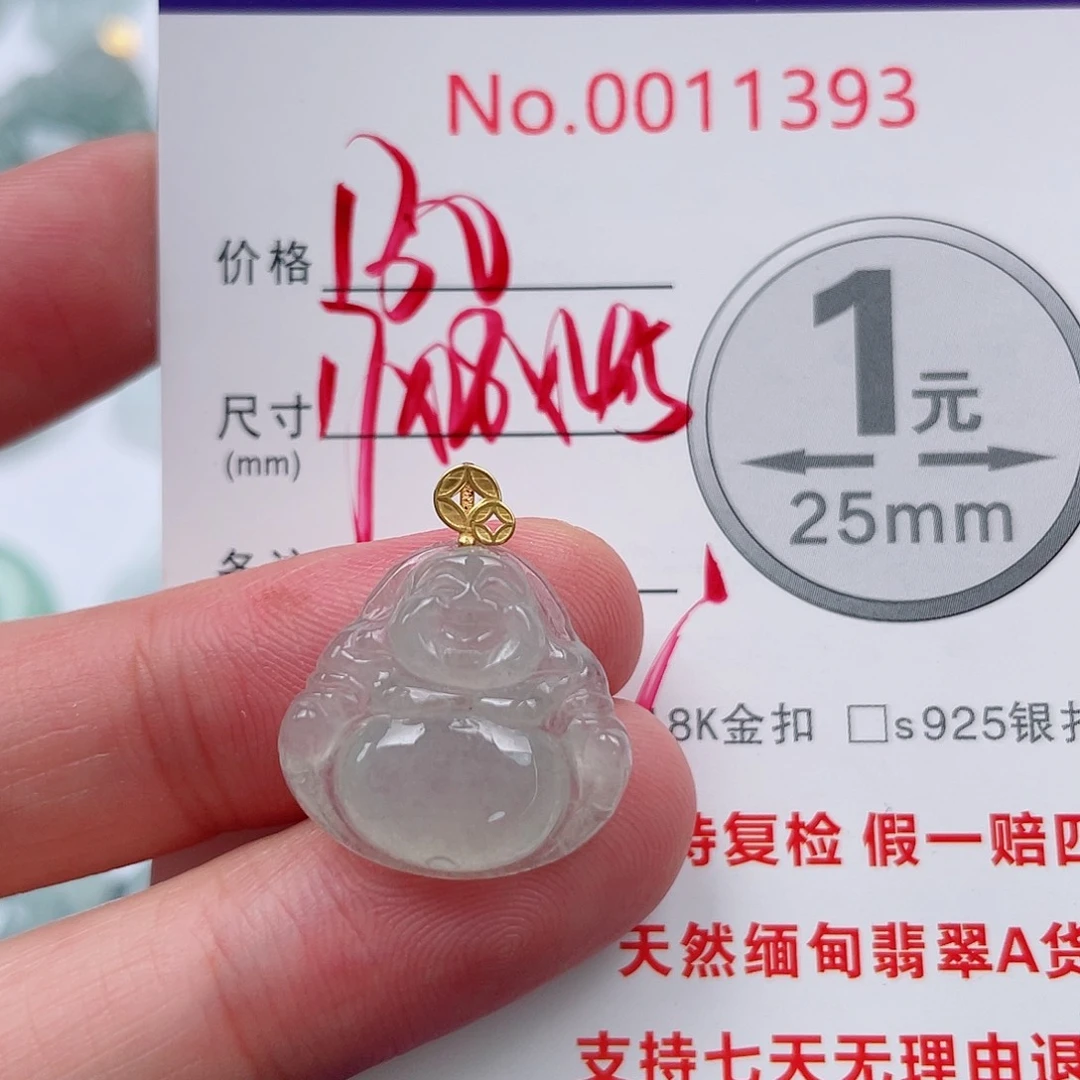 No.0011393
价格
尺寸
(mm)
1元
25mm
8K金扣 □s925银
复检 假一赔
天然缅甸翡翠A货
支持七天无理由退